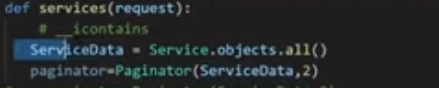 def services(request):
# __icontains
ServiceData = Service.objects.all()
paginator=Paginator(ServiceData,2)